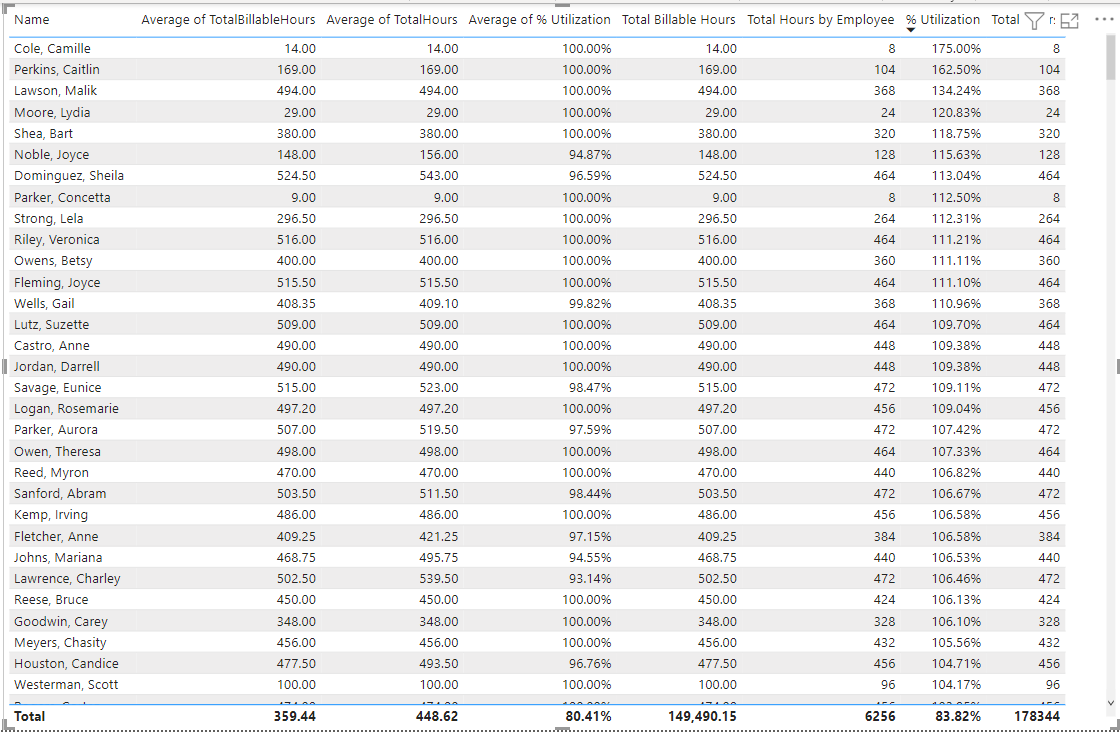 Name Average of TotalBillableHours Average of TotalHours Average of % Utilization Total Billable Hours Total Hours by Employee % Utilization Total rs
Cole, Camille 14.00 14.00 100.00% 14.00 8 175.00% 8
Perkins, Caitlin 169.00 169.00 100.00% 169.00 104 162.50% 104
Lawson, Malik 494.00 494.00 100.00% 494.00 368 134.24% 368
Moore, Lydia 29.00 29.00 100.00% 29.00 24 120.83% 24
Shea, Bart 380.00 380.00 100.00% 380.00 320 118.75% 320
Noble, Joyce 148.00 156.00 94.87% 148.00 128 115.63% 128
Dominguez, Sheila 524.50 543.00 96.59% 524.50 464 113.04% 464
Parker, Concetta 9.00 9.00 100.00% 9.00 8 112.50% 8
Strong, Lela 296.50 296.50 100.00% 296.50 264 112.31% 264
Riley, Veronica 516.00 516.00 100.00% 516.00 464 111.21% 464
Owens, Betsy 400.00 400.00 100.00% 400.00 360 111.11% 360
Fleming, Joyce 515.50 515.50 100.00% 515.50 464 111.10% 464
Wells, Gail 408.35 409.10 99.82% 408.35 368 110.96% 368
Lutz, Suzette 509.00 509.00 100.00% 509.00 464 109.70% 464
Castro, Anne 490.00 490.00 100.00% 490.00 448 109.38% 448
Jordan, Darrell 490.00 490.00 100.00% 490.00 448 109.38% 448
Savage, Eunice 515.00 523.00 98.47% 515.00 472 109.11% 472
Logan, Rosemarie 497.20 497.20 100.00% 497.20 456 109.04% 456
Parker, Aurora 507.00 519.50 97.59% 507.00 472 107.42% 472
Owen, Theresa 498.00 498.00 100.00% 498.00 464 107.33% 464
Reed, Myron 470.00 470.00 100.00% 470.00 440 106.82% 440
Sanford, Abram 503.50 511.50 98.44% 503.50 472 106.67% 472
Kemp, Irving 486.00 486.00 100.00% 486.00 456 106.58% 456
Fletcher, Anne 409.25 421.25 97.15% 409.25 384 106.58% 384
Johns, Mariana 468.75 495.75 94.55% 468.75 440 106.53% 440
Lawrence, Charley 502.50 539.50 93.14% 502.50 472 106.46% 472
Reese, Bruce 450.00 450.00 100.00% 450.00 424 106.13% 424
Goodwin, Carey 348.00 348.00 100.00% 348.00 328 106.10% 328
Meyers, Chasity 456.00 456.00 100.00% 456.00 432 105.56% 432
Houston, Candice 477.50 493.50 96.76% 477.50 456 104.71% 456
Westerman, Scott 100.00 100.00 100.00% 100.00 96 104.17% 96
Total 359.44 448.62 80.41% 149,490.15 6256 83.82% 178344